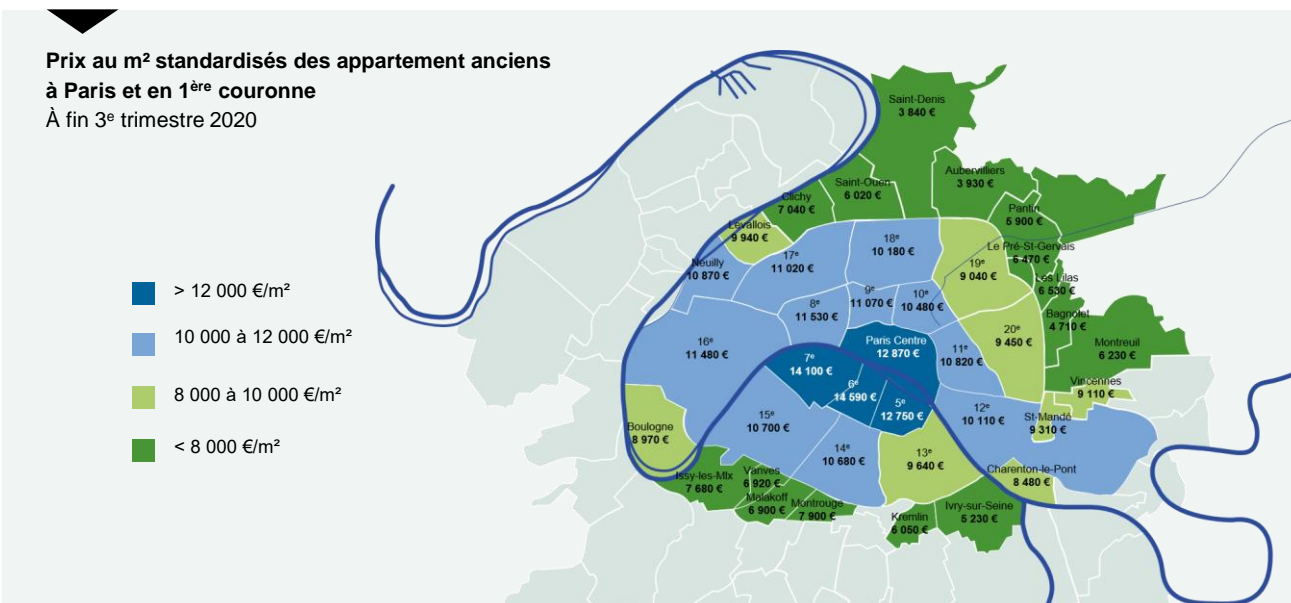 Prix au m² standardisés des appartement anciens
à Paris et en 1ère couronne
À fin 3e trimestre 2020
> 12 000 €/m²
10 000 à 12 000 €/m²
8 000 à 10 000 €/m²
< 8 000 €/m²
Saint-Denis
3 840 €
Aubervilliers
3 930 €
Saint-Ouen
6 020 €
Clichy
7 040 €
Pantin
5 900 €
Levallois
9 940 €
Le Pré-St-Gervais
6 470 €
Les Lilas
6 530 €
Neuilly
10 870 €
17e
11 020 €
18e
10 180 €
19e
9 040 €
8e
11 530 €
9e
11 070 €
10e
10 480 €
Bagnolet
4 710 €
Montreuil
6 230 €
16e
11 480 €
Paris Centre
12 870 €
11e
10 820 €
20e
9 450 €
7e
14 100 €
6e
14 590 €
5e
12 750 €
Vincennes
9 110 €
St-Mandé
9 310 €
12e
10 110 €
Boulogne
8 970 €
15e
10 700 €
14e
10 680 €
13e
9 640 €
Charenton-le-Pont
8 480 €
Issy-les-Mlx
7 680 €
Vanves
6 920 €
Malakoff
6 900 €
Montrouge
7 900 €
Kremlin
6 050 €
Ivry-sur-Seine
5 230 €